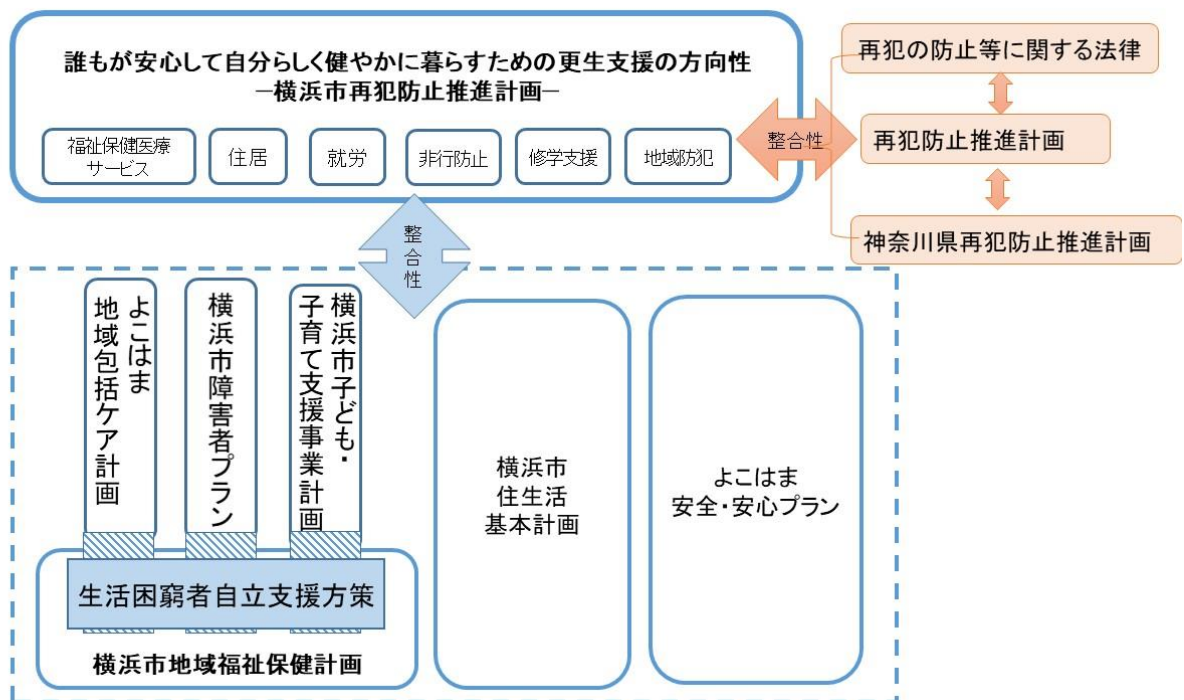 誰もが安心して自分らしく健やかに暮らすための更生支援の方向性
―横浜市再犯防止推進計画―
福祉保健医療
サービス
住居
就労
非行防止
修学支援
地域防犯
整合性
再犯の防止等に関する法律
再犯防止推進計画
神奈川県再犯防止推進計画
整合性
よこはま
地域包括ケア計画
横浜市障害者プラン
横浜市子ども・
子育て支援事業計画
生活困窮者自立支援方策
横浜市地域福祉保健計画
横浜市
住生活
基本計画
よこはま
安全・安心プラン